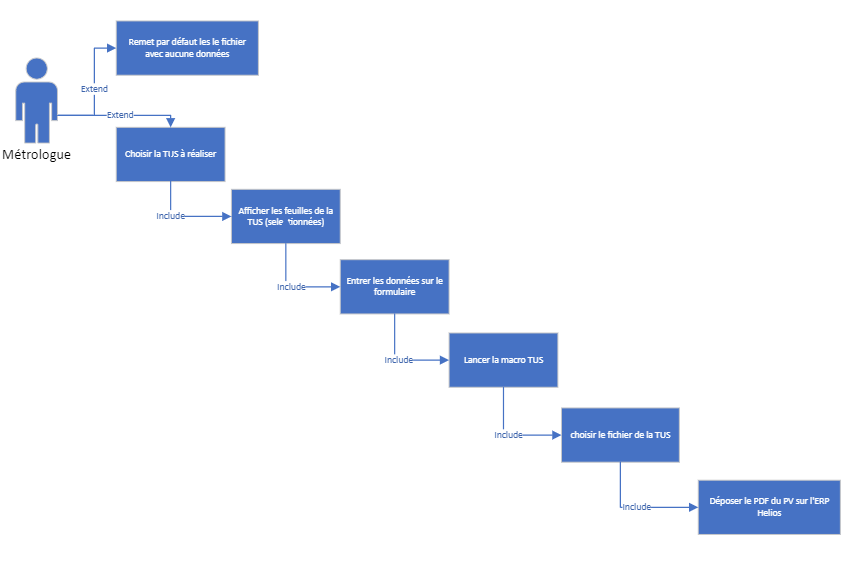 Remet par défaut les le fichier
avec aucune données
Extend
Extend
Métrologue
Choisir la TUS à réaliser
Include
Afficher les feuilles de la
TUS
Include
Entrer les données sur le
formulaire
Include
Lancer la macro TUS
Include
choisir le fichier de la TUS
Include
Déposer le PDF du PV sur l'ERP
Helios